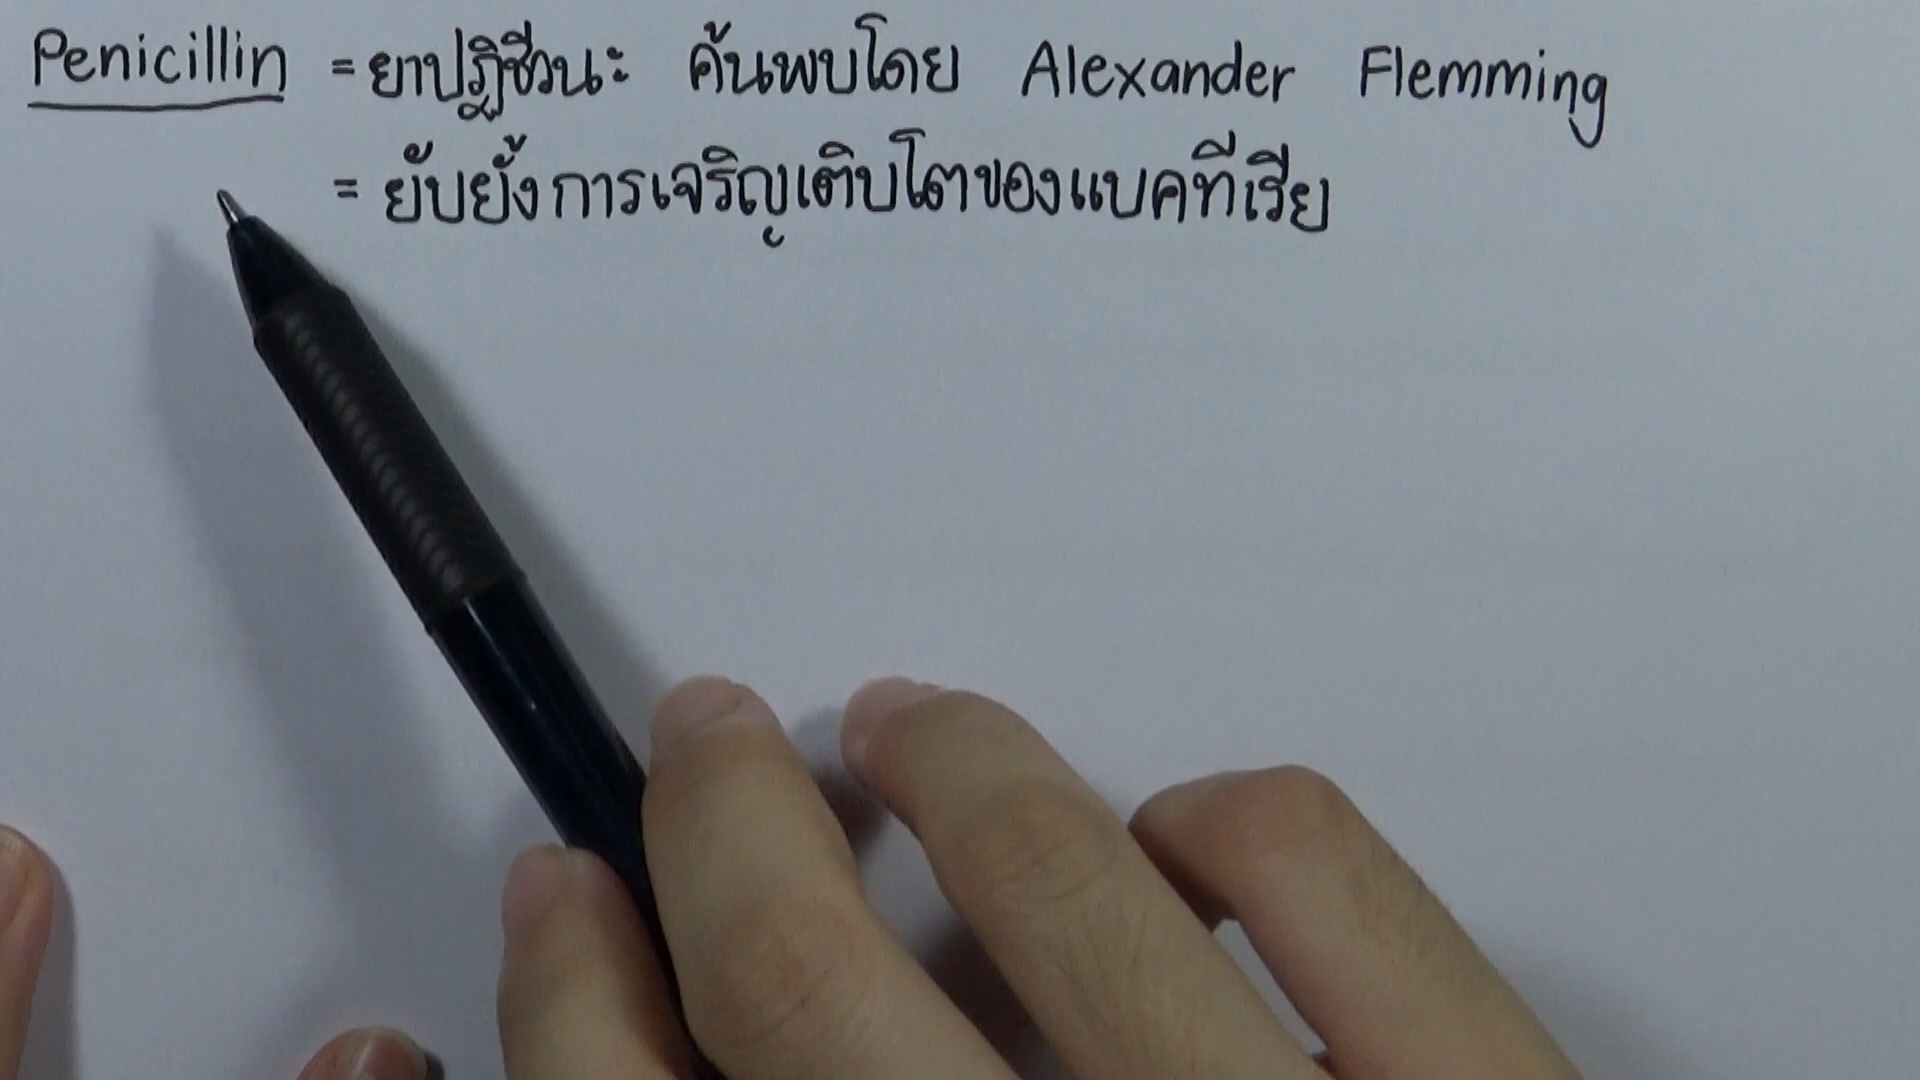 Penicillin = ยาปฏิชีวนะ ค้นพบโดย Alexander Flemming
= ยับยั้งการเจริญเติบโตของแบคทีเรีย